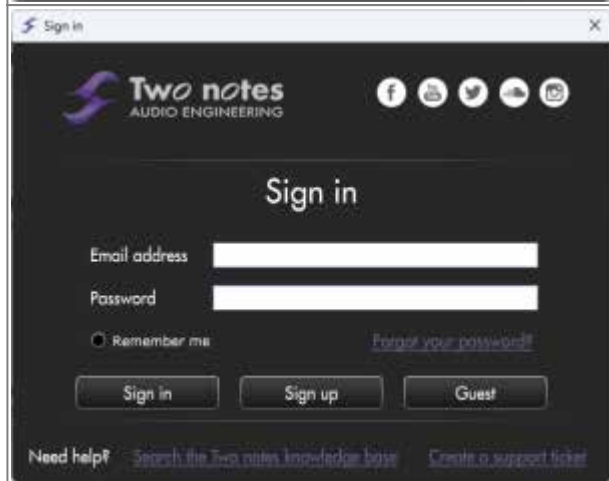 Sign in
Two notes
AUDIO ENGINEERING
Sign in
Email address
Password
Remember me
Forgot your password?
Sign in Sign up Guest
Need help? Search the Two notes knowledge base Create a support ticket